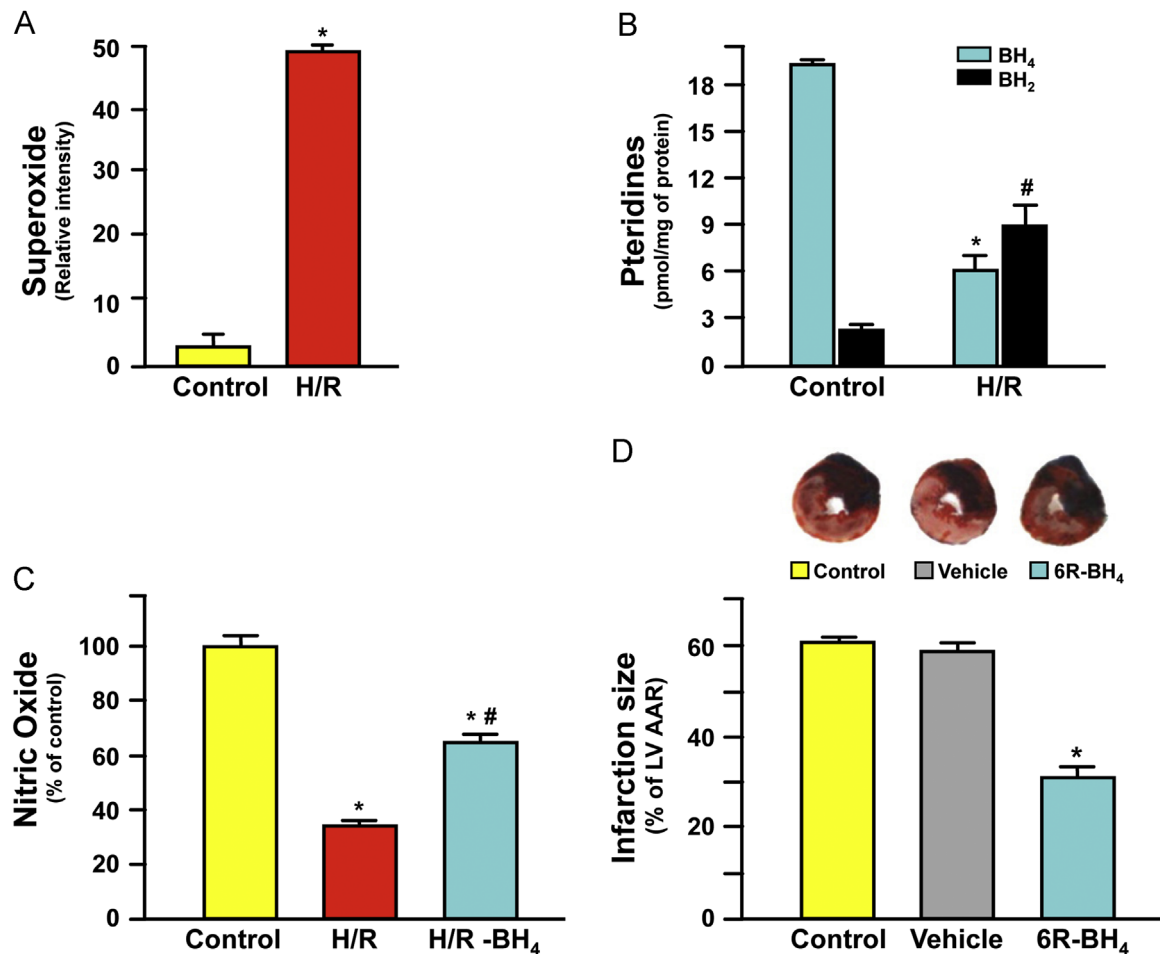 A
Superoxide
(Relative intensity)
50
40
30
20
10
0
*
Control H/R
B
Pteridines
(pmol/mg of protein)
18
15
12
9
6
3
0
BH4
BH2
*
#
Control H/R
C
Nitric Oxide
(% of control)
100
80
60
40
20
0
*
* #
Control H/R H/R -BH4
D
Control Vehicle 6R-BH4
Infarction size
(% of LV AAR)
60
40
20
0
*
Control Vehicle 6R-BH4